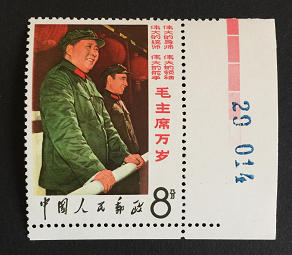 伟大的导师 伟大的领袖
伟大的统帅 伟大的舵手
毛主席万岁
中国人民邮政
8分
29 014